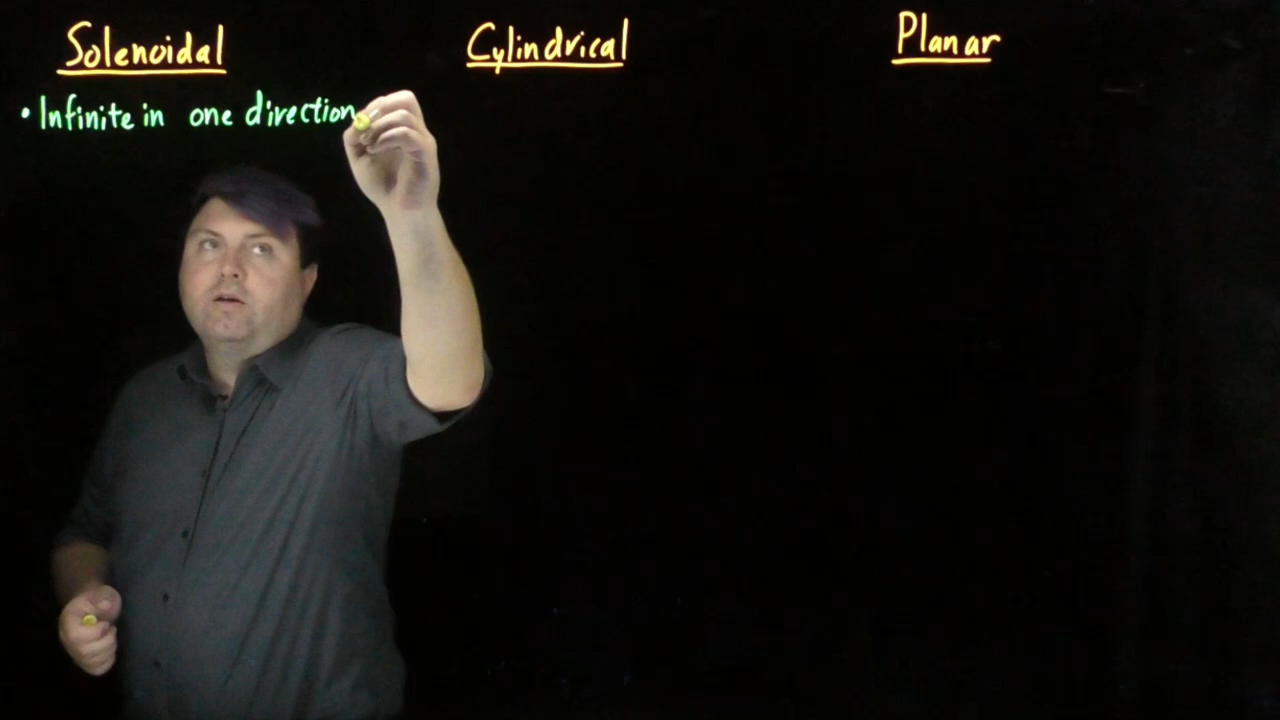 Solenoidal
Cylindrical
Planar
• Infinite in one direction